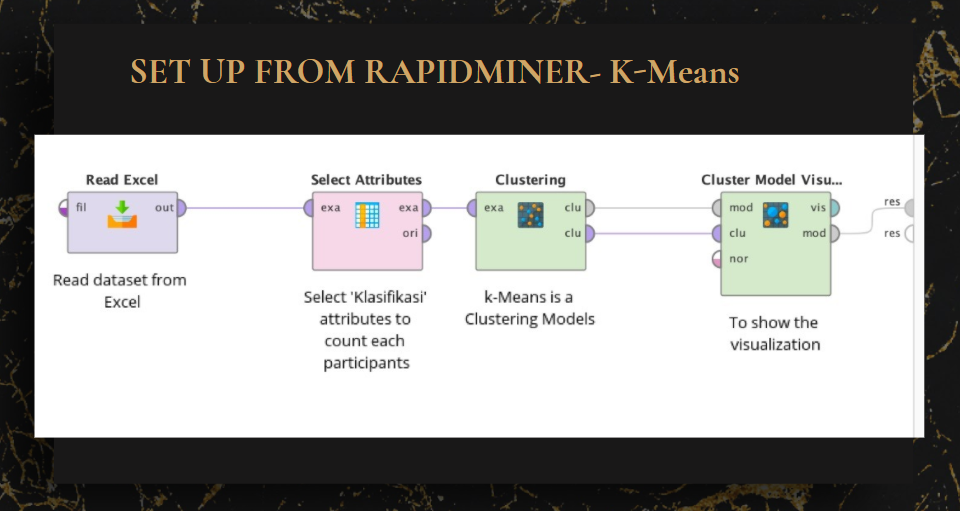 SET UP FROM RAPIDMINER- K-Means
Read Excel
fil
out
Read dataset from
Excel
Select Attributes
exa
exa
ori
Select 'Klasifikasi'
attributes to
count each
participants
Clustering
exa
clu
clu
k-Means is a
Clustering Models
Cluster Model Visu...
mod
vis
clu
mod
nor
To show the
visualization
res
res